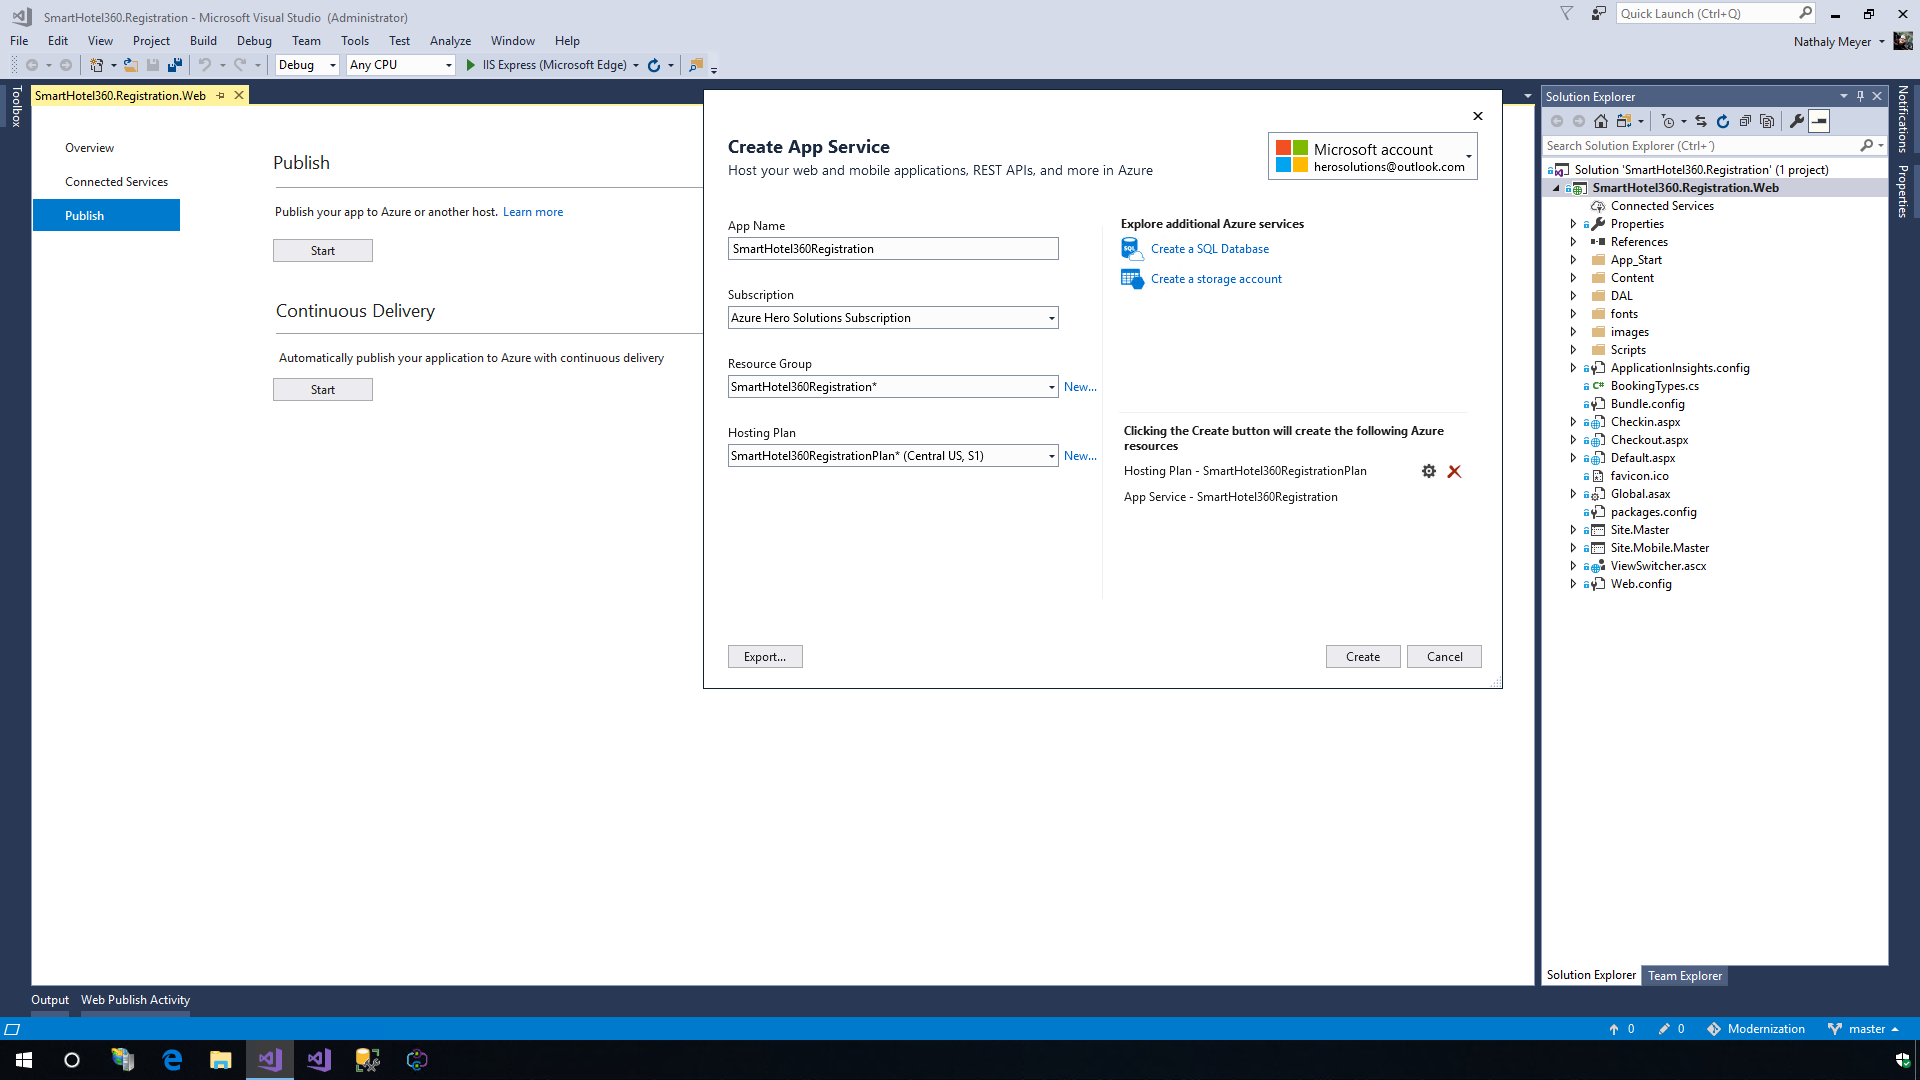 SmartHotel360.Registration - Microsoft Visual Studio (Administrator)
Quick Launch (Ctrl+Q)
File Edit View Project Build Debug Team Tools Test Analyze Window Help
Nathaly Meyer
Debug Any CPU IIS Express (Microsoft Edge)
Toolbox
SmartHotel360.Registration.Web
Overview
Connected Services
Publish
Publish
Publish your app to Azure or another host. Learn more
Start
Continuous Delivery
Automatically publish your application to Azure with continuous delivery
Start
Create App Service
Host your web and mobile applications, REST APIs, and more in Azure
Microsoft account
herosolutions@outlook.com
App Name
SmartHotel360Registration
Subscription
Azure Hero Solutions Subscription
Resource Group
SmartHotel360Registration* New...
Hosting Plan
SmartHotel360RegistrationPlan* (Central US, S1) New...
Explore additional Azure services
SQL
Create a SQL Database
Create a storage account
Clicking the Create button will create the following Azure
resources
Hosting Plan - SmartHotel360RegistrationPlan
App Service - SmartHotel360Registration
Export...
Create
Cancel
Solution Explorer
Search Solution Explorer (Ctrl+´)
Solution 'SmartHotel360.Registration' (1 project)
SmartHotel360.Registration.Web
Connected Services
Properties
References
App_Start
Content
DAL
fonts
images
Scripts
ApplicationInsights.config
C# BookingTypes.cs
Bundle.config
Checkin.aspx
Checkout.aspx
Default.aspx
favicon.ico
Global.asax
packages.config
Site.Master
Site.Mobile.Master
ViewSwitcher.ascx
Web.config
Solution Explorer
Team Explorer
Notifications
Properties
Output Web Publish Activity
0 0 Modernization master